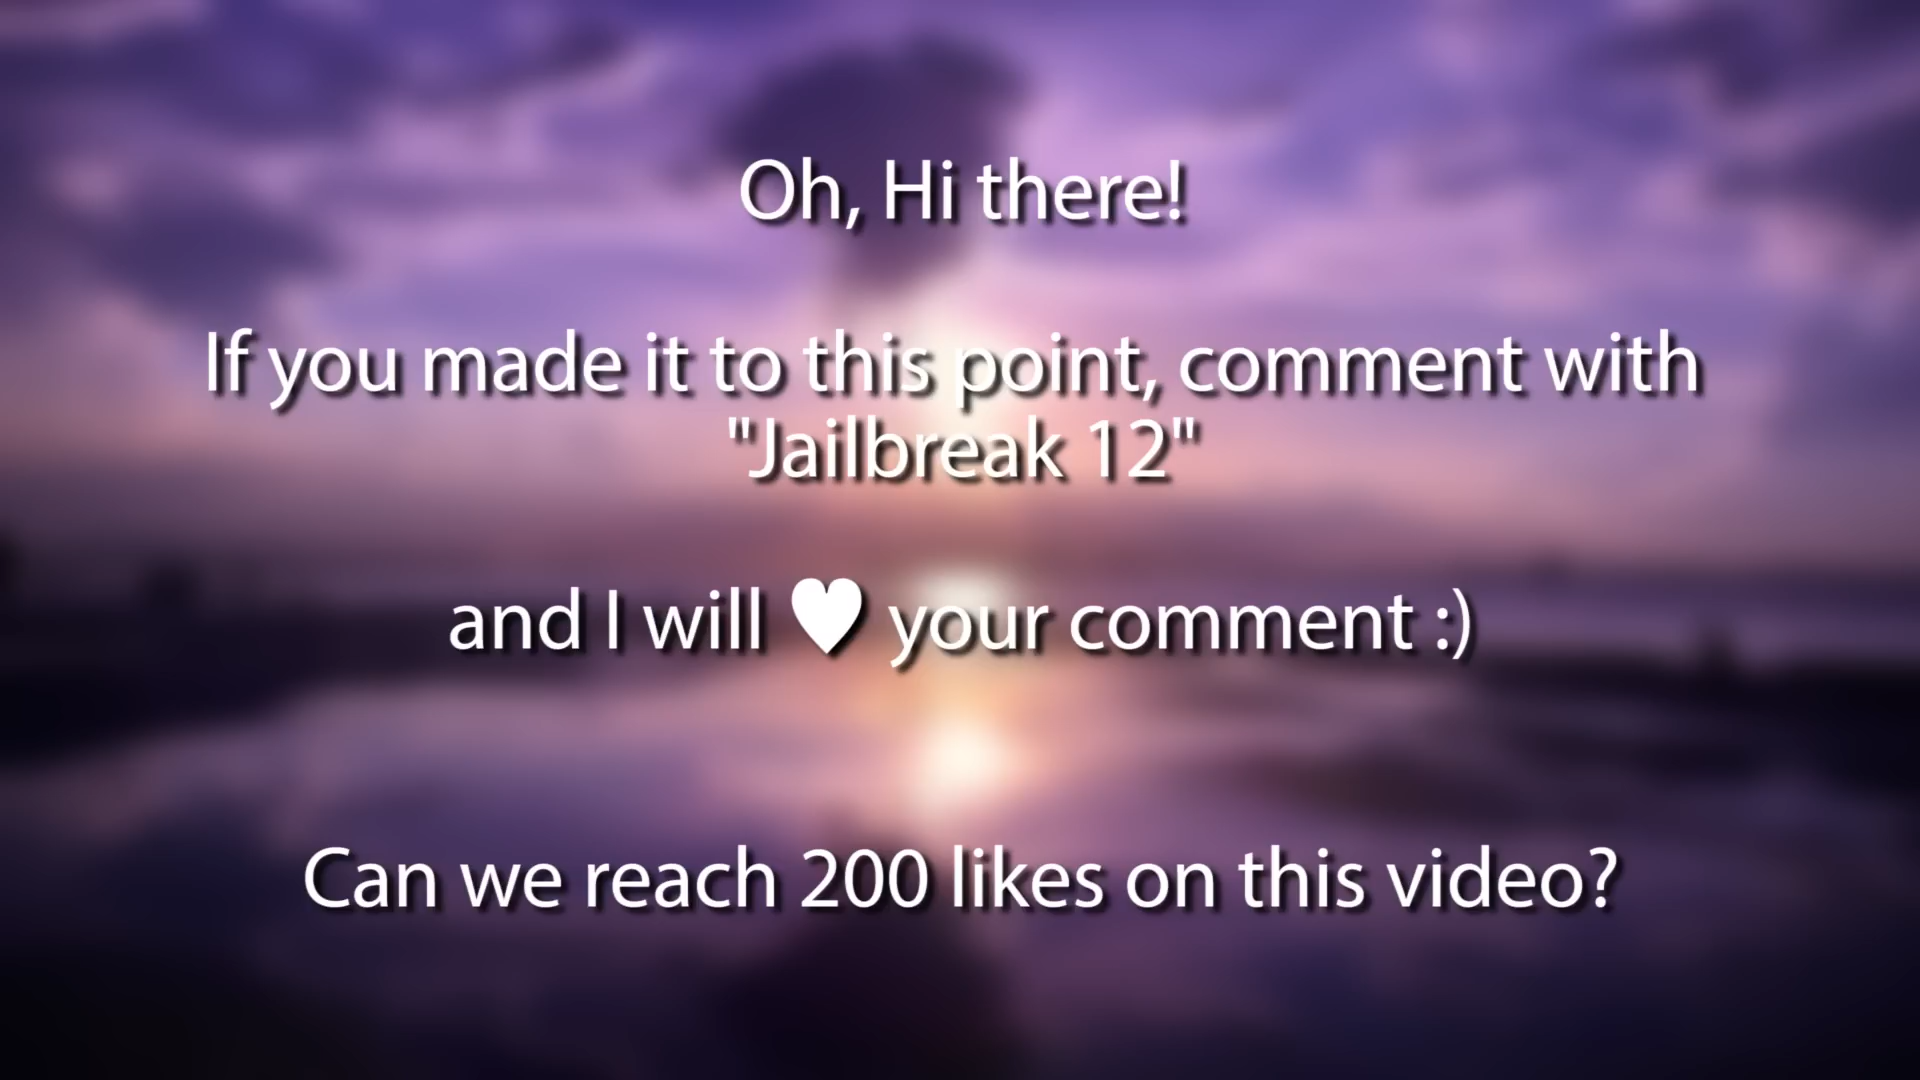 Oh, Hi there!
If you made it to this point, comment with
"Jailbreak 12"
and I will ♥ your comment :)
Can we reach 200 likes on this video?